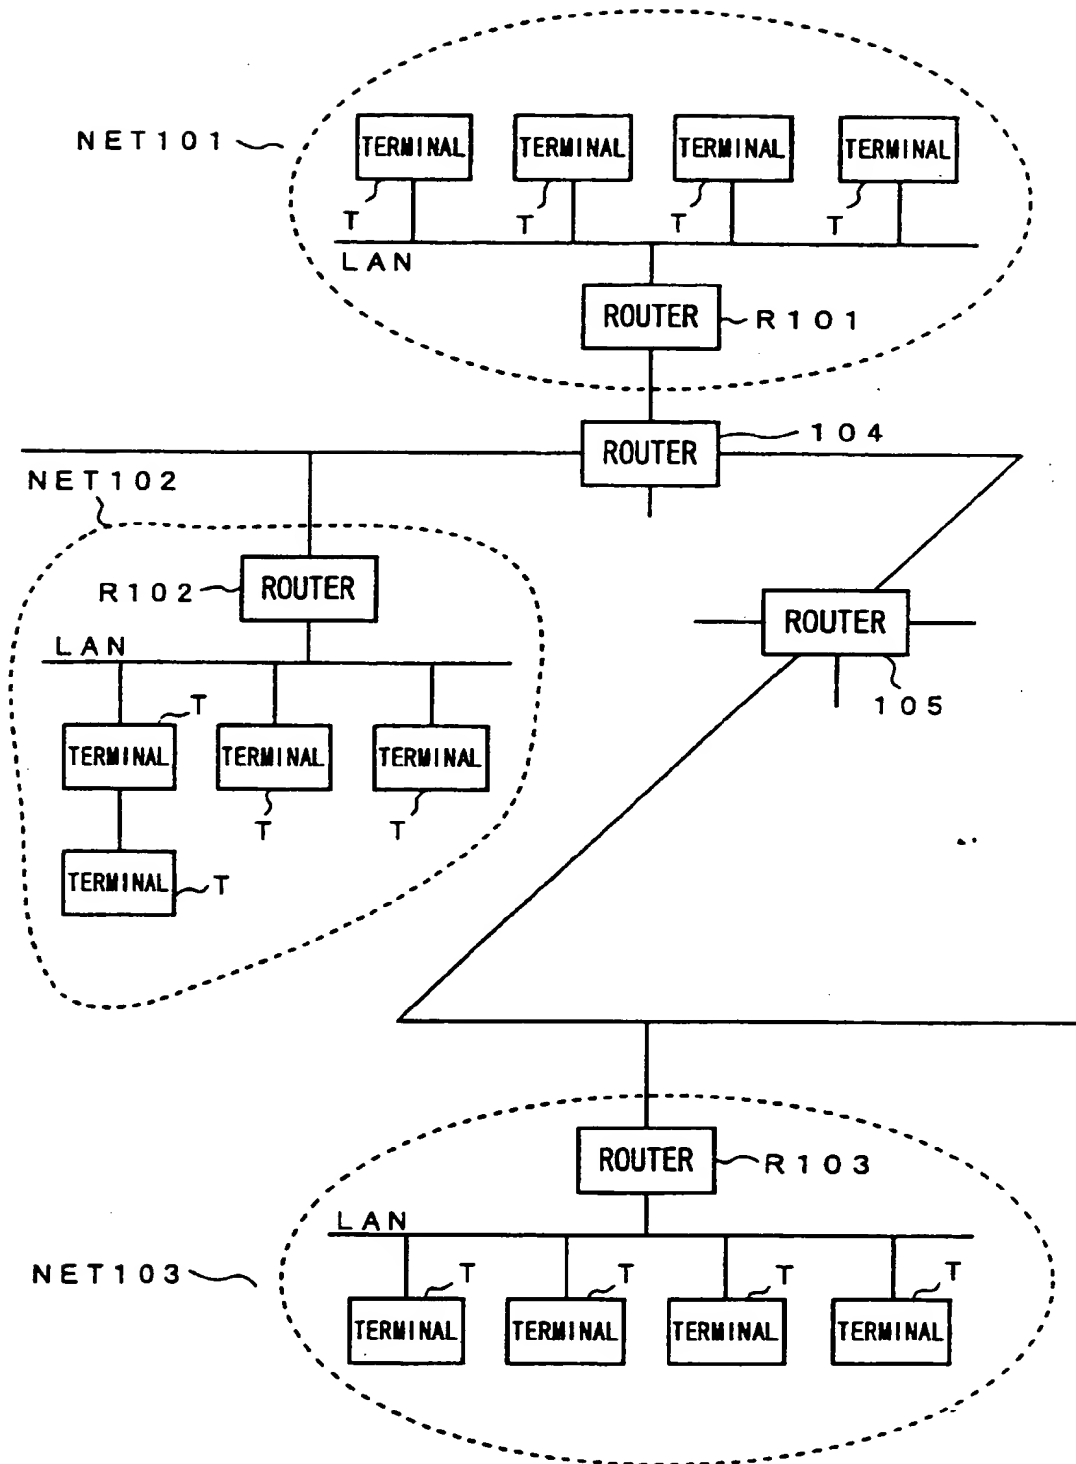 NET101
TERMINAL TERMINAL TERMINAL TERMINAL
T T T T
LAN
ROUTER R101
ROUTER 104
NET102
R102 ROUTER
ROUTER
105
LAN
T
TERMINAL TERMINAL TERMINAL
T T
TERMINAL T
ROUTER R103
LAN
NET103
T T T T
TERMINAL TERMINAL TERMINAL TERMINAL